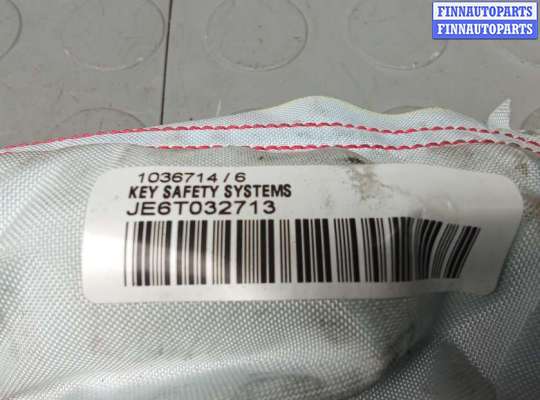 FINNAUTOPARTS
FINNAUTOPARTS
1036714/6
KEY SAFETY SYSTEMS
JE6T032713